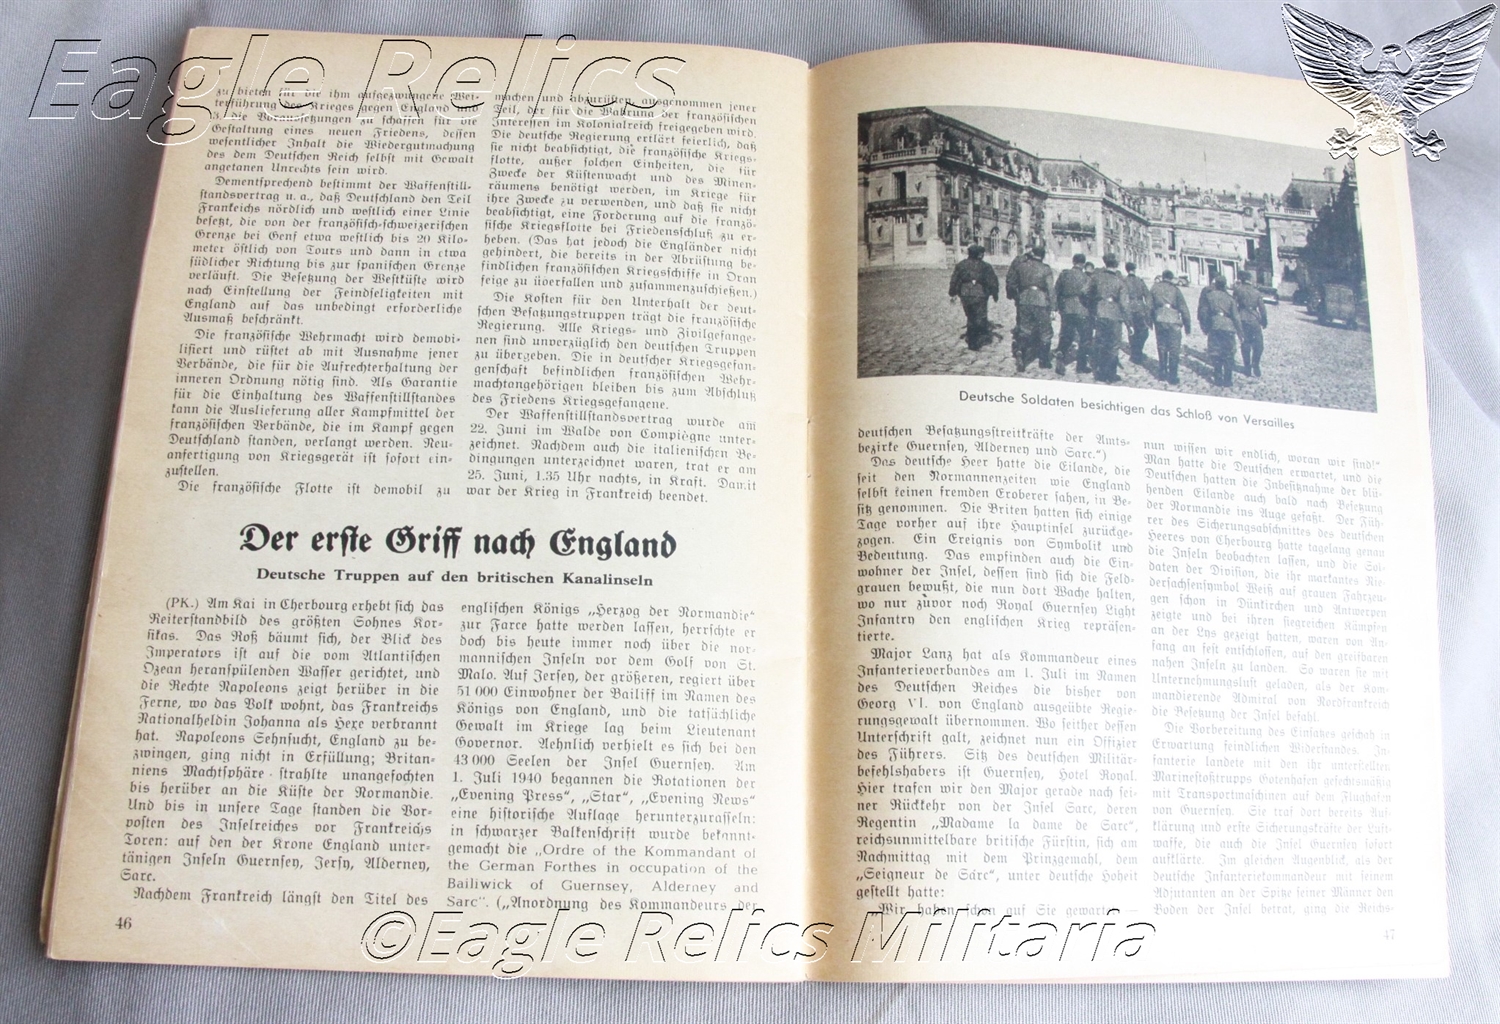 Eagle Relics
zu bieten für die ihm aufgezwungene Wei-
terführung des Krieges gegen England und
3. die Voraussetzungen zu schaffen für die
Gestaltung eines neuen Friedens, dessen
wesentlicher Inhalt die Wiedergutmachung
des dem Deutschen Reich selbst mit Gewalt
angetanen Unrechts sein wird.
Dementsprechend bestimmt der Waffenstill-
standsvertrag u. a., daß Deutschland den Teil
Frankreichs nördlich und westlich einer Linie
besetzt, die von der französisch-schweizerischen
Grenze bei Genf etwa westlich bis 20 Kilo-
meter östlich von Tours und dann in etwa
südlicher Richtung bis zur spanischen Grenze
verläuft. Die Besetzung der Westküste wird
nach Einstellung der Feindseligkeiten mit
England auf das unbedingt erforderliche
Ausmaß beschränkt.
Die französische Wehrmacht wird demobi-
lisiert und rüstet ab mit Ausnahme jener
Verbände, die für die Aufrechterhaltung der
inneren Ordnung nötig sind. Als Garantie
für die Einhaltung des Waffenstillstandes
kann die Auslieferung aller Kampfmittel der
französischen Verbände, die im Kampf gegen
Deutschland standen, verlangt werden. Neu-
anfertigung von Kriegsgerät ist sofort ein-
zustellen.
Die französische Flotte ist demobil zu
machen und abzurüsten, ausgenommen jener
Teil, der für die Wahrung der französischen
Interessen im Kolonialreich freigegeben wird.
Die deutsche Regierung erklärt feierlich, daß
sie nicht beabsichtigt, die französische Kriegs-
flotte, außer solchen Einheiten, die für
Zwecke der Küstenwacht und des Minen-
räumens benötigt werden, im Kriege für
ihre Zwecke zu verwenden, und daß sie nicht
beabsichtigt, eine Forderung auf die franzö-
sische Kriegsflotte bei Friedensschluß zu er-
heben. (Das hat jedoch die Engländer nicht
gehindert, die bereits in der Abrüstung be-
findlichen französischen Kriegsschiffe in Oran
feige zu überfallen und zusammenzuschießen.)
Die Kosten für den Unterhalt der deut-
schen Besatzungstruppen trägt die französische
Regierung. Alle Kriegs- und Zivilgefange-
nen sind unverzüglich den deutschen Truppen
zu übergeben. Die in deutscher Kriegsgefan-
genschaft befindlichen französischen Wehr-
machtangehörigen bleiben bis zum Abschluß
des Friedens Kriegsgefangene.
Der Waffenstillstandsvertrag wurde am
22. Juni im Walde von Compiègne unter-
zeichnet. Nachdem auch die italienischen Be-
dingungen unterzeichnet waren, trat er am
25. Juni, 1.35 Uhr nachts, in Kraft. Damit
war der Krieg in Frankreich beendet.
Der erste Griff nach England
Deutsche Truppen auf den britischen Kanalinseln
(PK.) Am Kai in Cherbourg erhebt sich das
Reiterstandbild des größten Sohnes Kor-
sikas. Das Roß bäumt sich, der Blick des
Imperators ist auf die vom Atlantischen
Ozean heranspülenden Wasser gerichtet, und
die Rechte Napoleons zeigt herüber in die
Ferne, wo das Volk wohnt, das Frankreichs
Nationalheldin Johanna als Hexe verbrannt
hat. Napoleons Sehnsucht, England zu be-
zwingen, ging nicht in Erfüllung; Britan-
niens Machtsphäre strahlte unangefochten
bis herüber an die Küste der Normandie.
Und bis in unsere Tage standen die Vor-
posten des Inselreiches vor Frankreichs
Toren: auf den der Krone England unter-
tänigen Inseln Guernsey, Jersy, Alderney,
Sarc.
Nachdem Frankreich längst den Titel des
englischen Königs „Herzog der Normandie"
zur Farce hatte werden lassen, herrschte er
doch bis heute immer noch über die nor-
mannischen Inseln vor dem Golf von St.
Malo. Auf Jersey, der größeren, regiert über
51 000 Einwohner der Bailiff im Namen des
Königs von England, und die tatsächliche
Gewalt im Kriege lag beim Lieutenant
Governor. Aehnlich verhielt es sich bei den
43 000 Seelen der Insel Guernsey. Am
1. Juli 1940 begannen die Rotationen der
„Evening Press", „Star", „Evening News"
eine historische Auflage herunterzurasseln:
in schwarzer Balkenschrift wurde bekannt-
gemacht die „Ordre of the Kommandant of
the German Forthes in occupation of the
Bailiwick of Guernsey, Alderney and
Sarc". („Anordnung des Kommandeurs der
46
Deutsche Soldaten besichtigen das Schloß von Versailles
deutschen Besatzungsstreitkräfte der Amts-
bezirke Guernsey, Alderney und Sarc.")
Das deutsche Heer hatte die Eilande, die
seit den Normannenzeiten wie England
selbst keinen fremden Eroberer sahen, in Be-
sitz genommen. Die Briten hatten sich einige
Tage vorher auf ihre Hauptinsel zurückge-
zogen. Ein Ereignis von Symbolik und
Bedeutung. Das empfinden auch die Ein-
wohner der Insel, dessen sind sich die Feld-
grauen bewußt, die nun dort Wache halten,
wo nur zuvor noch Royal Guernsey Light
Infantry den englischen Krieg repräsen-
tierte.
Major Lanz hat als Kommandeur eines
Infanterieverbandes am 1. Juli im Namen
des Deutschen Reiches die bisher von
Georg VI. von England ausgeübte Regie-
rungsgewalt übernommen. Wo seither dessen
Unterschrift galt, zeichnet nun ein Offizier
des Führers. Sitz des deutschen Militär-
befehlshabers ist Guernsey, Hotel Royal.
Hier trafen wir den Major gerade nach sei-
ner Rückkehr von der Insel Sarc, deren
Regentin „Madame la dame de Sarc",
reichsunmittelbare britische Fürstin, sich am
Nachmittag mit dem Prinzgemahl, dem
„Seigneur de Sarc", unter deutsche Hoheit
gestellt hatte:
„Wir haben schon auf Sie gewartet —
nun wissen wir endlich, woran wir sind!"
Man hatte die Deutschen erwartet, und die
Deutschen hatten die Inbesitznahme der blü-
henden Eilande auch bald nach Besetzung
der Normandie ins Auge gefaßt. Der Füh-
rer des Sicherungsabschnittes des deutschen
Heeres von Cherbourg hatte tagelang genau
die Inseln beobachten lassen, und die Sol-
daten der Division, die ihr markantes Nie-
dersachsensymbol Weiß auf grauen Fahrzeu-
gen schon in Dünkirchen und Antwerpen
zeigte und bei ihren siegreichen Kämpfen
an der Lys gezeigt hatten, waren von An-
fang an fest entschlossen, auf den greifbaren
nahen Inseln zu landen. So waren sie mit
Unternehmungslust geladen, als der Kom-
mandierende Admiral von Nordfrankreich
die Besetzung der Insel befahl.
Die Vorbereitung des Einsatzes geschah in
Erwartung feindlichen Widerstandes. In-
fanterie landete mit den ihr unterstellten
Marinestoßtrupps Gotenhafen gefechtsmäßig
mit Transportmaschinen auf dem Flughafen
von Guernsey. Sie traf dort bereits Auf-
klärung und erste Sicherungskräfte der Luft-
waffe, die auch die Insel Guernsey sofort
aufklärte. Im gleichen Augenblick, als der
deutsche Infanteriekommandeur mit seinem
Adjutanten an der Spitze seiner Männer den
Boden der Insel betrat, ging die Reichs-
47
©Eagle Relics Militaria